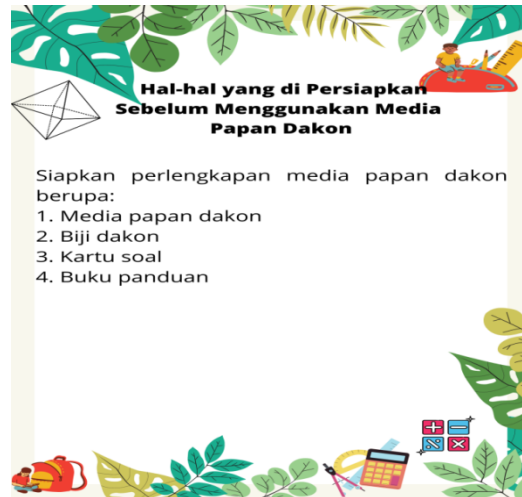 Hal-hal yang di Persiapkan
Sebelum Menggunakan Media
Papan Dakon
Siapkan perlengkapan media papan dakon
berupa:
1. Media papan dakon
2. Biji dakon
3. Kartu soal
4. Buku panduan